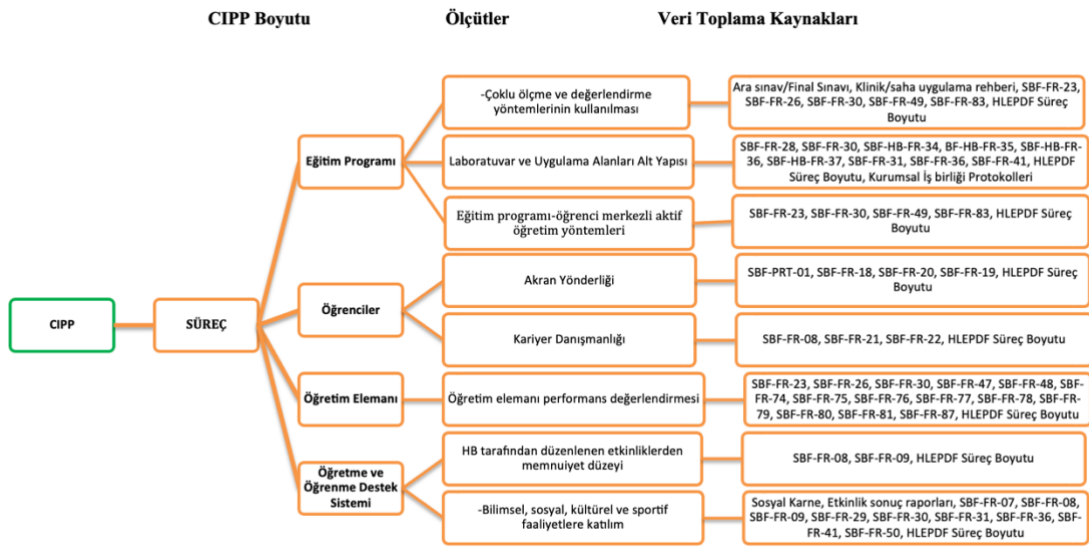 CIPP Boyutu
Ölçütler
Veri Toplama Kaynakları
CIPP
SÜREÇ
Eğitim Programı
-Çoklu ölçme ve değerlendirme
yöntemlerinin kullanılması
Ara sınav/Final Sınavı, Klinik/saha uygulama rehberi, SBF-FR-23,
SBF-FR-26, SBF-FR-30, SBF-FR-49, SBF-FR-83, HLEPDF Süreç
Boyutu
Laboratuvar ve Uygulama Alanları Alt Yapısı
SBF-FR-28, SBF-FR-30, SBF-HB-FR-34, BF-HB-FR-35, SBF-HB-FR-
36, SBF-HB-FR-37, SBF-FR-31, SBF-FR-36, SBF-FR-41, HLEPDF
Süreç Boyutu, Kurumsal İş birliği Protokolleri
Eğitim programı-öğrenci merkezli aktif
öğretim yöntemleri
SBF-FR-23, SBF-FR-30, SBF-FR-49, SBF-FR-83, HLEPDF Süreç
Boyutu
Öğrenciler
Akran Yönderliği
SBF-PRT-01, SBF-FR-18, SBF-FR-20, SBF-FR-19, HLEPDF Süreç
Boyutu
Kariyer Danışmanlığı
SBF-FR-08, SBF-FR-21, SBF-FR-22, HLEPDF Süreç Boyutu
Öğretim Elemanı
Öğretim elemanı performans değerlendirmesi
SBF-FR-23, SBF-FR-26, SBF-FR-30, SBF-FR-47, SBF-FR-48, SBF-
FR-74, SBF-FR-75, SBF-FR-76, SBF-FR-77, SBF-FR-78, SBF-FR-
79, SBF-FR-80, SBF-FR-81, SBF-FR-87, HLEPDF Süreç Boyutu
Öğretme ve
Öğrenme Destek
Sistemi
HB tarafından düzenlenen etkinliklerden
memnuiyet düzeyi
SBF-FR-08, SBF-FR-09, HLEPDF Süreç Boyutu
-Bilimsel, sosyal, kültürel ve sportif
faaliyetlere katılım
Sosyal Karne, Etkinlik sonuç raporları, SBF-FR-07, SBF-FR-08,
SBF-FR-09, SBF-FR-29, SBF-FR-30, SBF-FR-31, SBF-FR-36, SBF-
FR-41, SBF-FR-50, HLEPDF Süreç Boyutu